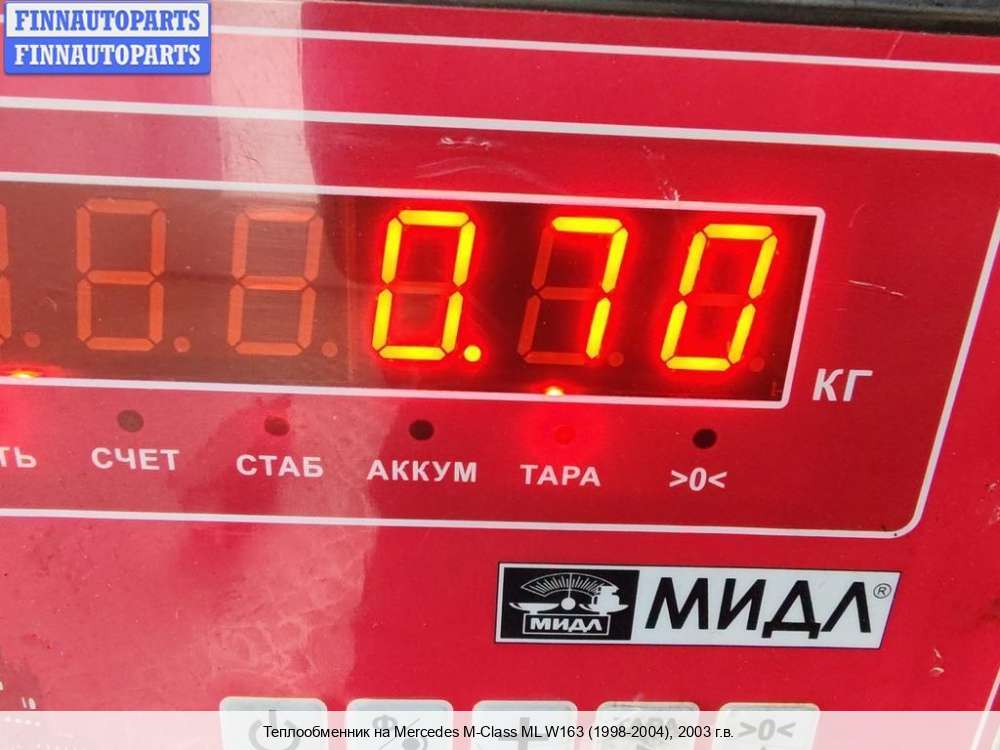 FINNAUTOPARTS
FINNAUTOPARTS
0.70
КГ
СЧЕТ СТАБ АККУМ ТАРА >0<
МИДЛ МИДЛ®
>0<
Теплообменник на Mercedes M-Class ML W163 (1998-2004), 2003 г.в.